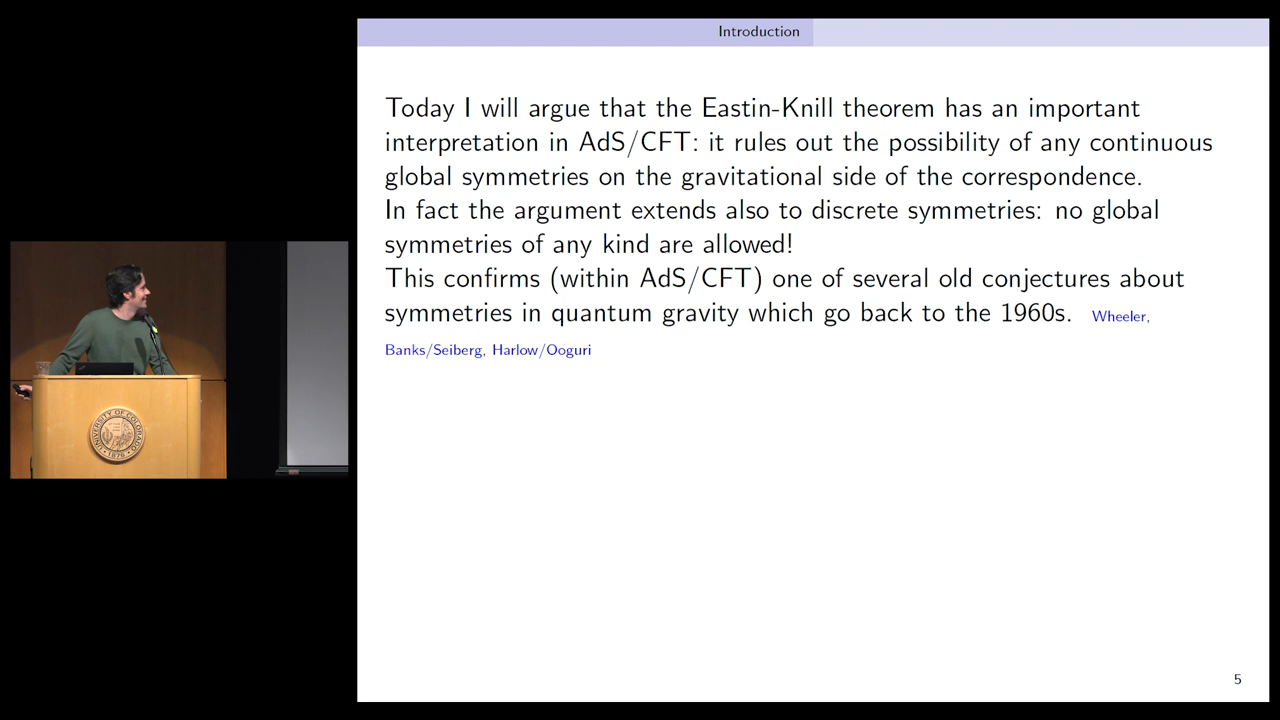 Introduction
Today I will argue that the Eastin-Knill theorem has an important
interpretation in AdS/CFT: it rules out the possibility of any continuous
global symmetries on the gravitational side of the correspondence.
In fact the argument extends also to discrete symmetries: no global
symmetries of any kind are allowed!
This confirms (within AdS/CFT) one of several old conjectures about
symmetries in quantum gravity which go back to the 1960s. Wheeler,
Banks/Seiberg, Harlow/Ooguri
UNIVERSITY OF COLORADO
1876
5